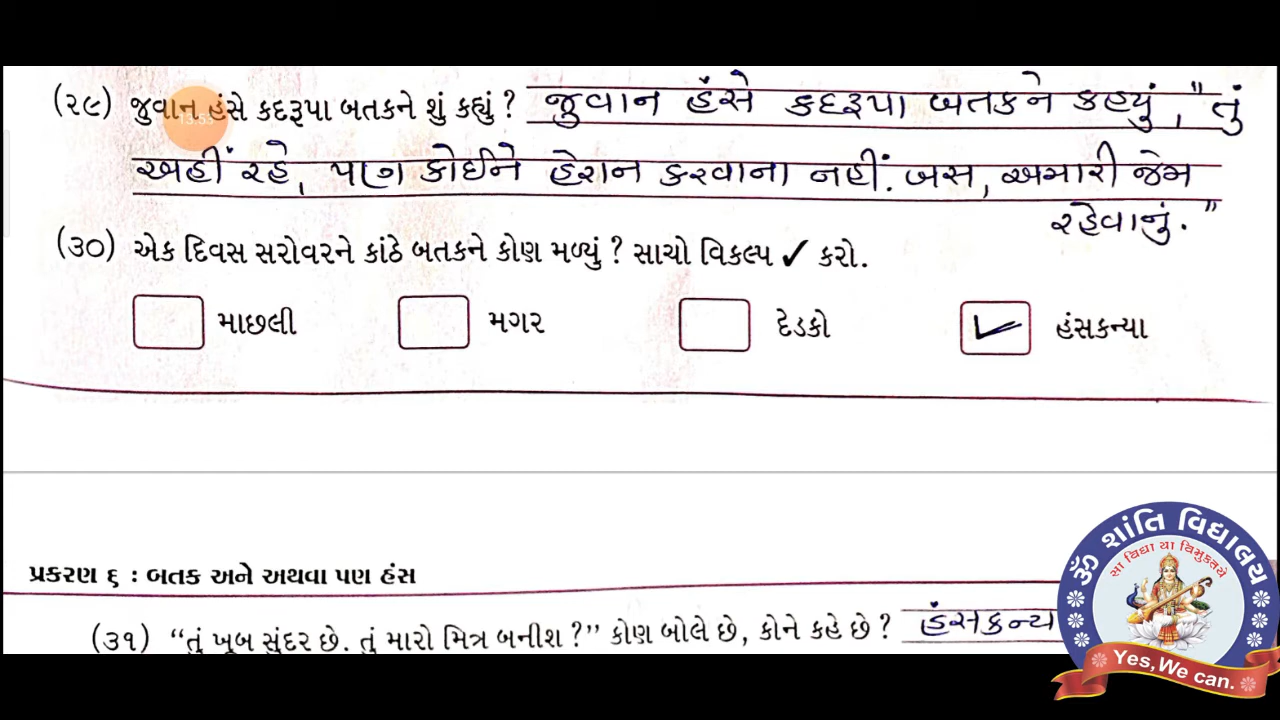 (૨૯) જુવાન હંસે કદરૂપા બતકને શું કહ્યું ? જુવાન હંસે કદરૂપા બતકને કહયું, "તું
અહીં રહે, પણ કોઈને હેરાન કરવાના નહીં. બસ, અમારી જેમ
રહેવાનું."
(૩૦) એક દિવસ સરોવરને કાંઠે બતકને કોણ મળ્યું ? સાચો વિકલ્પ ✓ કરો.
માછલી મગર દેડકો ✓ હંસકન્યા
પ્રકરણ ૬ : બતક અને અથવા પણ હંસ
(૩૧) “તું ખૂબ સુંદર છે. તું મારો મિત્ર બનીશ ?” કોણ બોલે છે, કોને કહે છે ? હંસકન્ય
ૐ શાંતિ વિદ્યાલય
સા વિદ્યા યા વિમુક્તયે
Yes, We can.